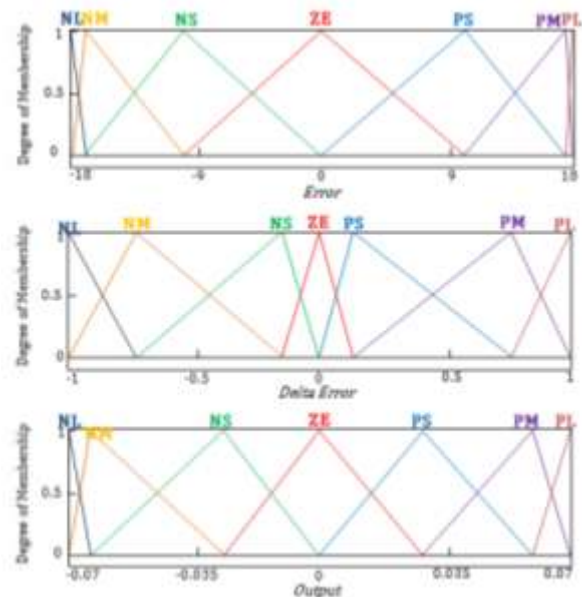 NL NM NS ZE PS PM PL
Degree of Membership
1
0.5
0
-18 -9 0 9 18
Error
NL NM NS ZE PS PM PL
Degree of Membership
1
0.5
0
-1 -0.5 0 0.5 1
Delta Error
NL NM NS ZE PS PM PL
Degree of Membership
1
0.5
0
-0.07 -0.035 0 0.035 0.07
Output